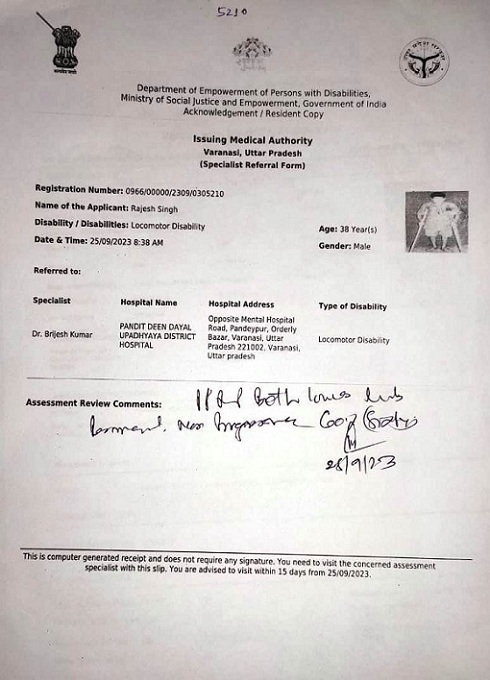 5210
Department of Empowerment of Persons with Disabilities,
Ministry of Social Justice and Empowerment, Government of India
Acknowledgement / Resident Copy
Issuing Medical Authority
Varanasi, Uttar Pradesh
(Specialist Referral Form)
Registration Number: 0966/00000/2309/0305210
Name of the Applicant: Rajesh Singh
Disability / Disabilities: Locomotor Disability
Age: 38 Year(s)
Date & Time: 25/09/2023 8:38 AM
Gender: Male
Referred to:
Specialist Hospital Name Hospital Address Type of Disability
Dr. Brijesh Kumar
PANDIT DEEN DAYAL
UPADHYAYA DISTRICT
HOSPITAL
Opposite Mental Hospital
Road, Pandeypur, Orderly
Bazar, Varanasi, Uttar
Pradesh 221002, Varanasi,
Uttar pradesh
Locomotor Disability
Assessment Review Comments: Both lower limb
Non Progressive
/9/23
This is computer generated receipt and does not require any signature. You need to visit the concerned assessment
specialist with this slip. You are advised to visit within 15 days from 25/09/2023.